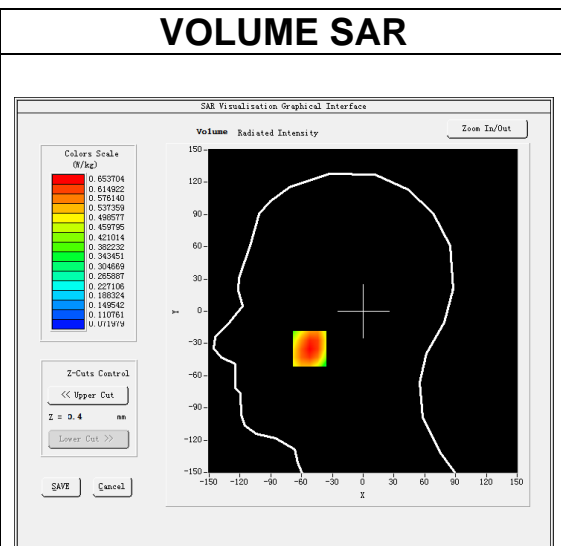 VOLUME SAR
SAR Visualisation Graphical Interface
Volume Radiated Intensity
Zoom In/Out
Colors Scale
(W/kg)
0.653704
0.614922
0.576140
0.537359
0.498577
0.459795
0.421014
0.382232
0.343451
0.304669
0.265887
0.227106
0.188324
0.149542
0.110761
0.071979
Z-Cuts Control
<< Upper Cut
Z = 0.4 mm
Lower Cut >>
SAVE Cancel
150
120
90
60
30
0
-30
-60
-90
-120
-150
Y
-150 -120 -90 -60 -30 0 30 60 90 120 150
X